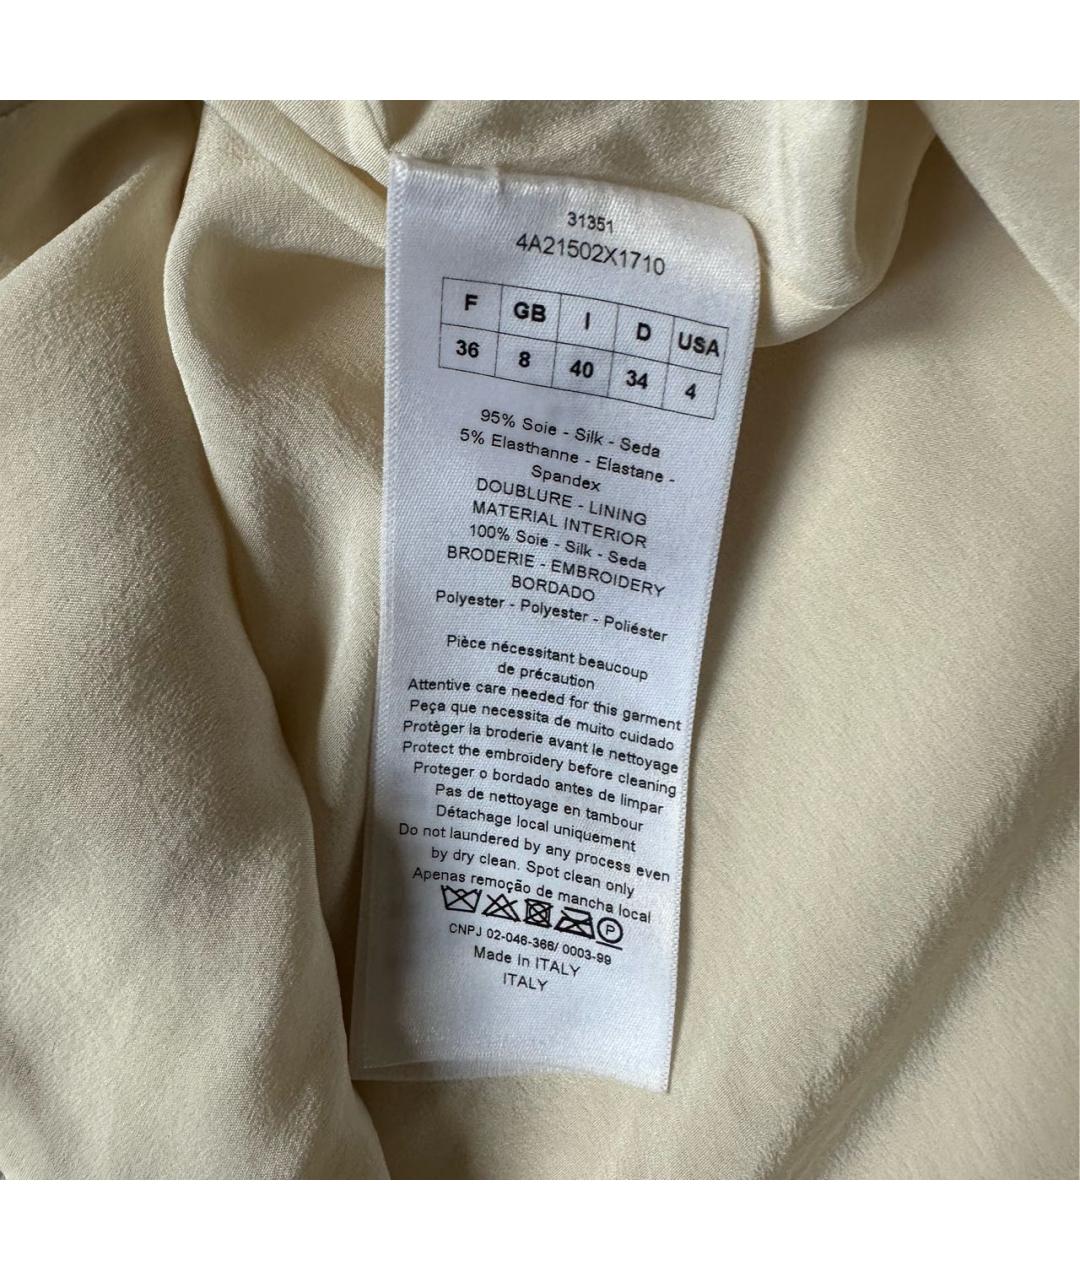 31351
4A21502X1710
F GB I D USA
36 8 40 34 4
95% Soie - Silk - Seda
5% Elasthanne - Elastane -
Spandex
DOUBLURE - LINING
MATERIAL INTERIOR
100% Soie - Silk - Seda
BRODERIE - EMBROIDERY
BORDADO
Polyester - Polyester - Poliéster
Pièce nécessitant beaucoup
de précaution
Attentive care needed for this garment
Peça que necessita de muito cuidado
Protèger la broderie avant le nettoyage
Protect the embroidery before cleaning
Proteger o bordado antes de limpar
Pas de nettoyage en tambour
Détachage local uniquement
Do not laundered by any process even
by dry clean. Spot clean only
Apenas remoção de mancha local
P
CNPJ 02-046-366/ 0003-99
Made In ITALY
ITALY